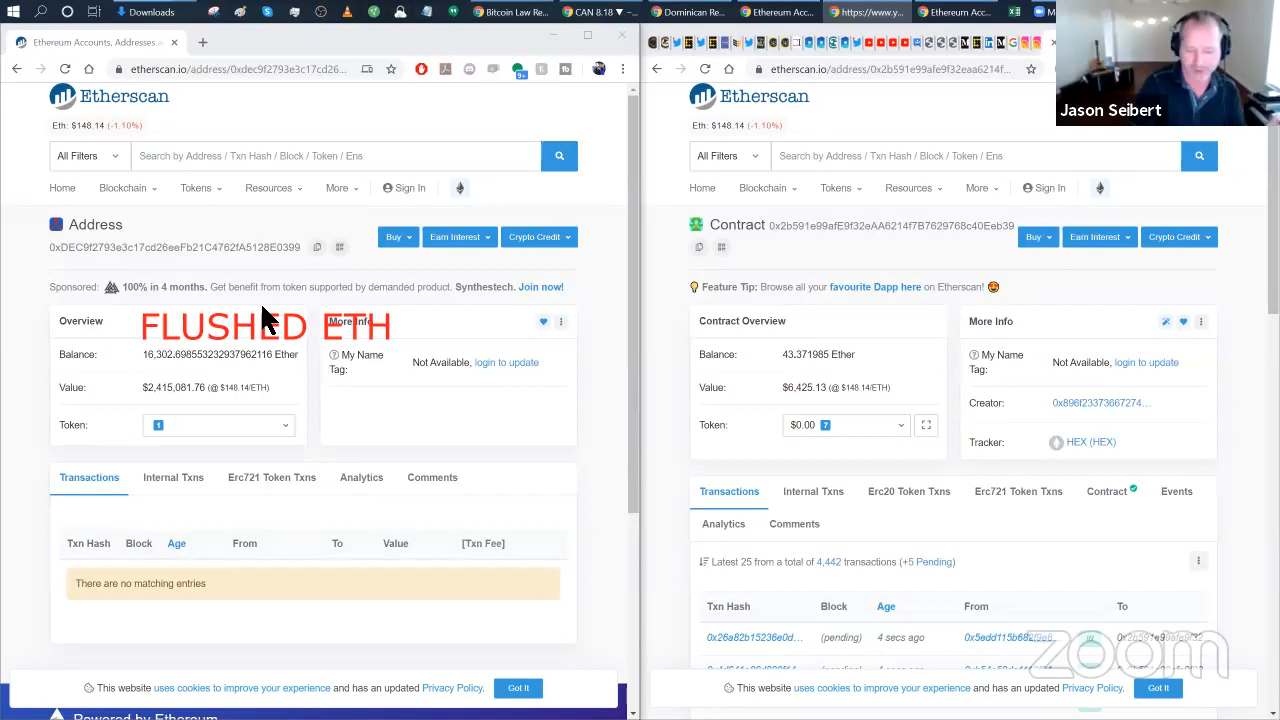 Bitcoin Law Re
CAN 8.18
Dominican R
Ethereum Acc
https://www.y
Ethereum Acc
Ethereum Accounts, Addresses a
etherscan.io/address/0xdec9f2793e3c17cd26...
9+
etherscan.io/address/0x2b591e99afe9f32eaa6214f...
Jason Seibert
Etherscan
Eth: $148.14 (-1.10%)
All Filters
Search by Address / Txn Hash / Block / Token / Ens
Home
Blockchain
Tokens
Resources
More
Sign In
Address
0xDEC9f2793e3c17cd26eeFb21C4762fA5128E0399
Buy
Earn Interest
Crypto Credit
Sponsored: 100% in 4 months. Get benefit from token supported by demanded product. Synthestech. Join now!
FLUSHED ETH
Overview
Balance:
16,302.698553232937962116 Ether
Value:
$2,415,081.76 (@ $148.14/ETH)
Token:
1
More Info
My Name
Tag:
Not Available, login to update
Transactions
Internal Txns
Erc721 Token Txns
Analytics
Comments
Txn Hash
Block
Age
From
To
Value
[Txn Fee]
There are no matching entries
This website uses cookies to improve your experience and has an updated Privacy Policy.
Got It
Powered by Ethereum
Etherscan
Eth: $148.14 (-1.10%)
All Filters
Search by Address / Txn Hash / Block / Token / Ens
Home
Blockchain
Tokens
Resources
More
Sign In
Contract 0x2b591e99afE9f32eAA6214f7B7629768c40Eeb39
Buy
Earn Interest
Crypto Credit
Feature Tip: Browse all your favourite Dapp here on Etherscan!
Contract Overview
Balance:
43.371985 Ether
Value:
$6,425.13 (@ $148.14/ETH)
Token:
$0.00 7
More Info
My Name
Tag:
Not Available, login to update
Creator:
0x896f23373667274...
Tracker:
HEX (HEX)
Transactions
Internal Txns
Erc20 Token Txns
Erc721 Token Txns
Contract
Events
Analytics
Comments
Latest 25 from a total of 4,442 transactions (+5 Pending)
Txn Hash
Block
Age
From
To
0x26a82b15236e0d...
(pending)
4 secs ago
0x5edd115b682f9e6...
0x2b591e99afe9f32...
zoom
This website uses cookies to improve your experience and has an updated Privacy Policy.
Got It